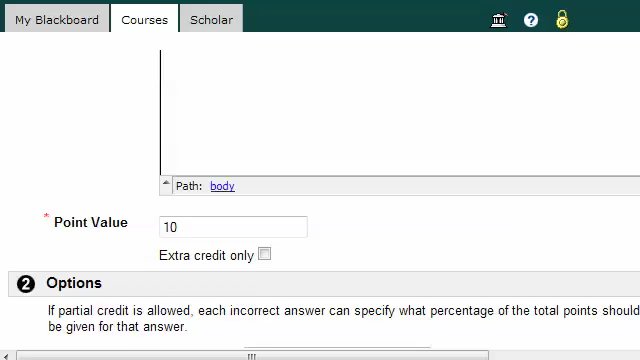 My Blackboard Courses Scholar
Path: body
* Point Value 10
Extra credit only
2 Options
If partial credit is allowed, each incorrect answer can specify what percentage of the total points should
be given for that answer.